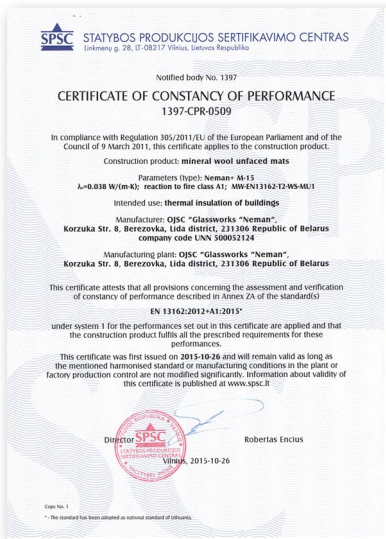 SPSC
STATYBOS PRODUKCIJOS SERTIFIKAVIMO CENTRAS
Linkmenų g. 28, LT-08217 Vilnius, Lietuvos Respublika
Notified body No. 1397
CERTIFICATE OF CONSTANCY OF PERFORMANCE
1397-CPR-0509
In compliance with Regulation 305/2011/EU of the European Parliament and of the
Council of 9 March 2011, this certificate applies to the construction product.
Construction product: mineral wool unfaced mats
Parameters (type): Neman+ M-15
λD=0.038 W/(m·K); reaction to fire class A1; MW-EN13162-T2-WS-MU1
Intended use: thermal insulation of buildings
Manufacturer: OJSC "Glassworks "Neman",
Korzuka Str. 8, Berezovka, Lida district, 231306 Republic of Belarus
company code UNN 500052124
Manufacturing plant: OJSC "Glassworks "Neman",
Korzuka Str. 8, Berezovka, Lida district, 231306 Republic of Belarus
This certificate attests that all provisions concerning the assessment and verification
of constancy of performance described in Annex ZA of the standard(s)
EN 13162:2012+A1:2015*
under system 1 for the performances set out in this certificate are applied and that
the construction product fulfils all the prescribed requirements for these
performances.
This certificate was first issued on 2015-10-26 and will remain valid as long as
the mentioned harmonised standard or manufacturing conditions in the plant or
factory production control are not modified significantly. Information about validity of
this certificate is published at www.spsc.lt
Director
SPSC
STATYBOS PRODUKCIJOS
SERTIFIKAVIMO CENTRAS
Robertas Encius
Vilnius, 2015-10-26
Copy No. 1
* - The standard has been adopted as national standard of Lithuania.